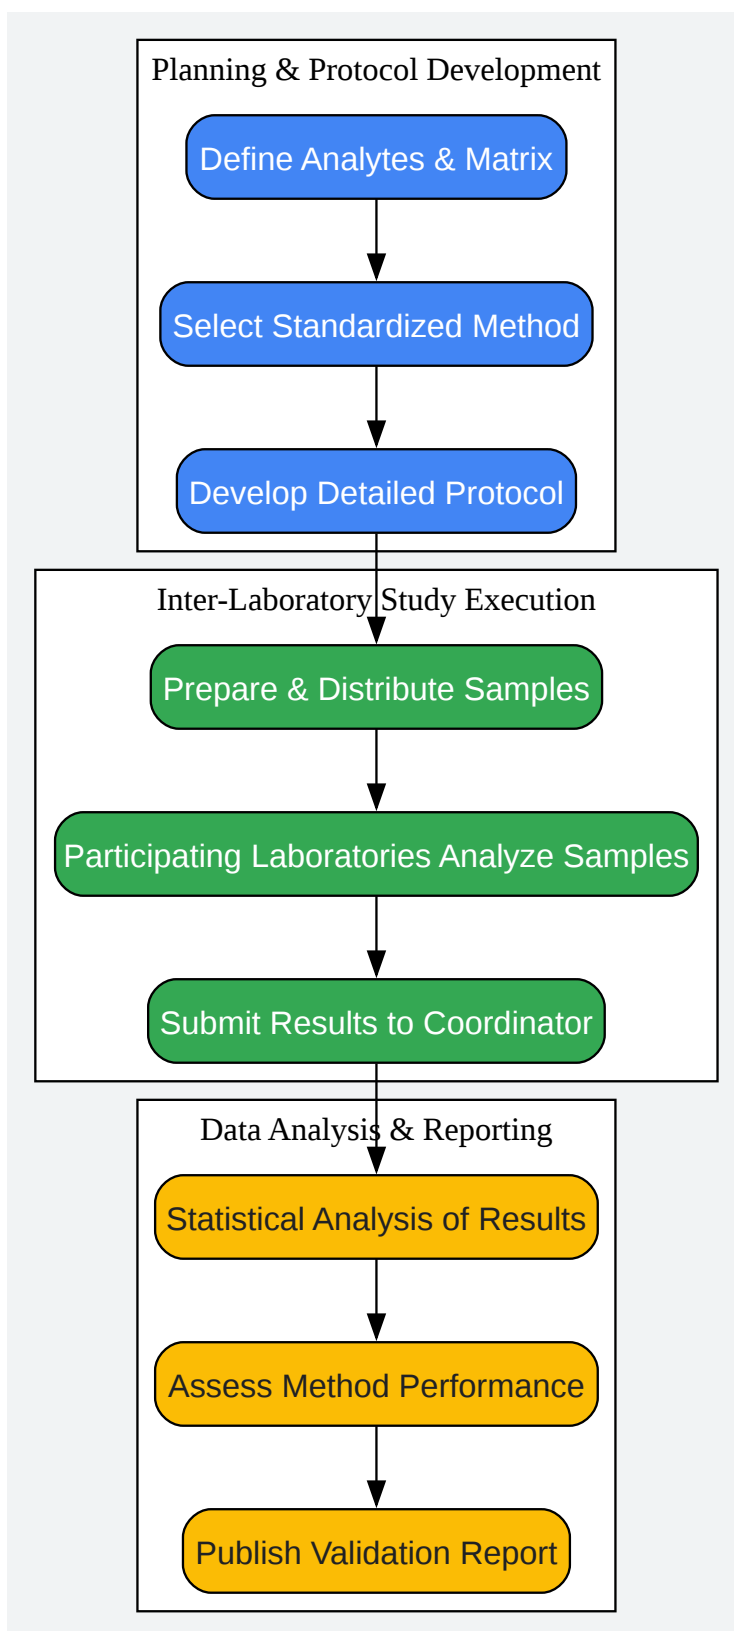 Planning & Protocol Development
Define Analytes & Matrix
Select Standardized Method
Develop Detailed Protocol
Inter-Laboratory Study Execution
Prepare & Distribute Samples
Participating Laboratories Analyze Samples
Submit Results to Coordinator
Data Analysis & Reporting
Statistical Analysis of Results
Assess Method Performance
Publish Validation Report